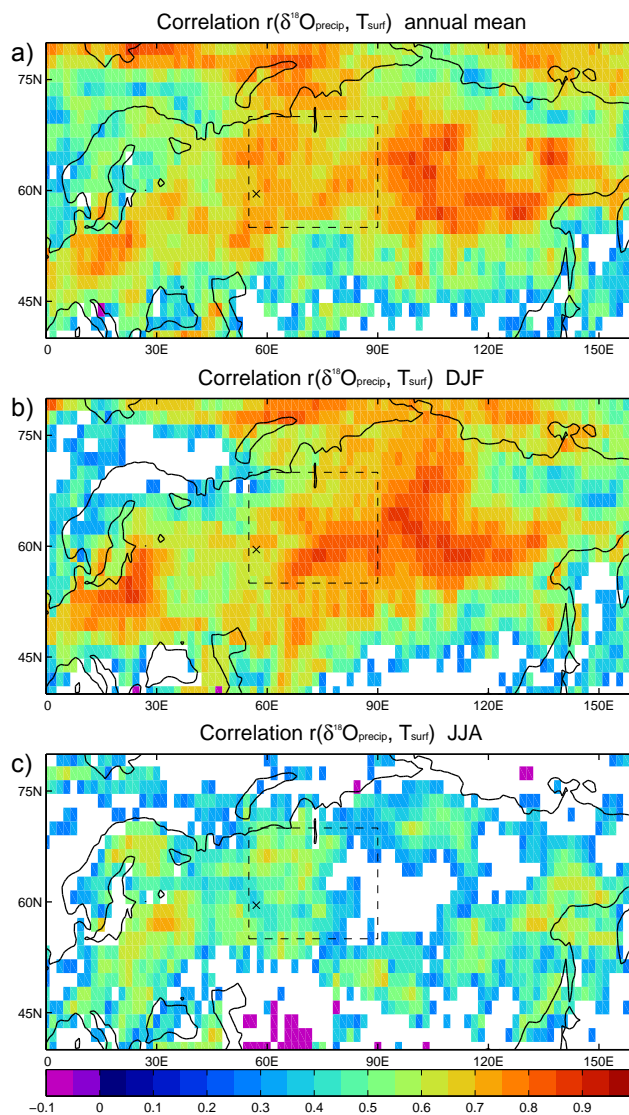 Correlation r(δ¹⁸Oprecip, Tsurf) annual mean
a)
75N
60N
45N
0 30E 60E 90E 120E 150E
Correlation r(δ¹⁸Oprecip, Tsurf) DJF
b)
75N
60N
45N
0 30E 60E 90E 120E 150E
Correlation r(δ¹⁸Oprecip, Tsurf) JJA
c)
75N
60N
45N
0 30E 60E 90E 120E 150E
−0.1 0 0.1 0.2 0.3 0.4 0.5 0.6 0.7 0.8 0.9